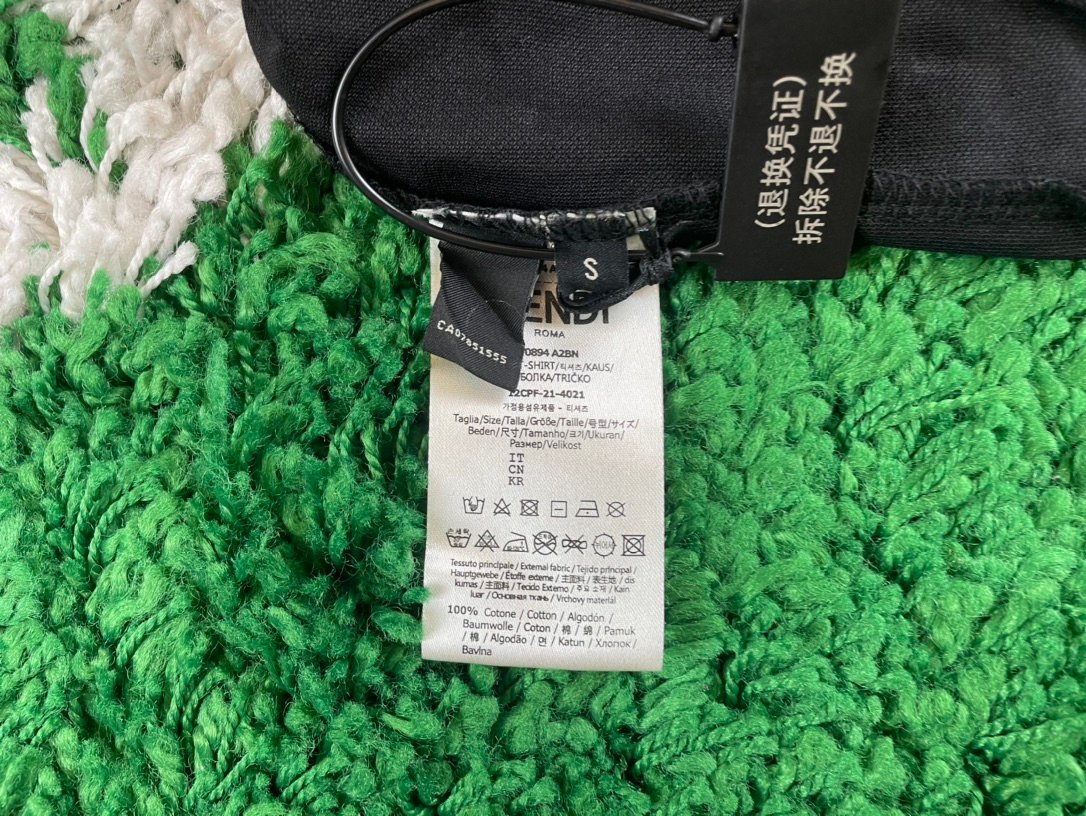 (退换凭证)
拆除不退不换
S
CA07851555
ROMA
A2BN
-SHIRT/티셔츠/KAUS/
/TRIČKO
12CPF-21-4021
가정용섬유제품 - 티셔츠
Taglia/Size/Talla/Größe/Taille/号型/サイズ/
Beden/尺寸/Tamanho/크기/Ukuran/
Размер/Velikost
IT
CN
KR
손세탁
Tessuto principale / External fabric / Tejido principal /
Hauptgewebe / Étoffe externe / 主面料 / 表生地 / dis
kumas / 主面料 / Tecido Externo / 주요 소재 / Kain
luar / Основная ткань / Vrchovy materiál
100% Cotone / Cotton / Algodón /
Baumwolle / Coton / 棉 / 綿 / Pamuk
/ 棉 / Algodão / 면 / Katun / Хлопок /
Bavlna